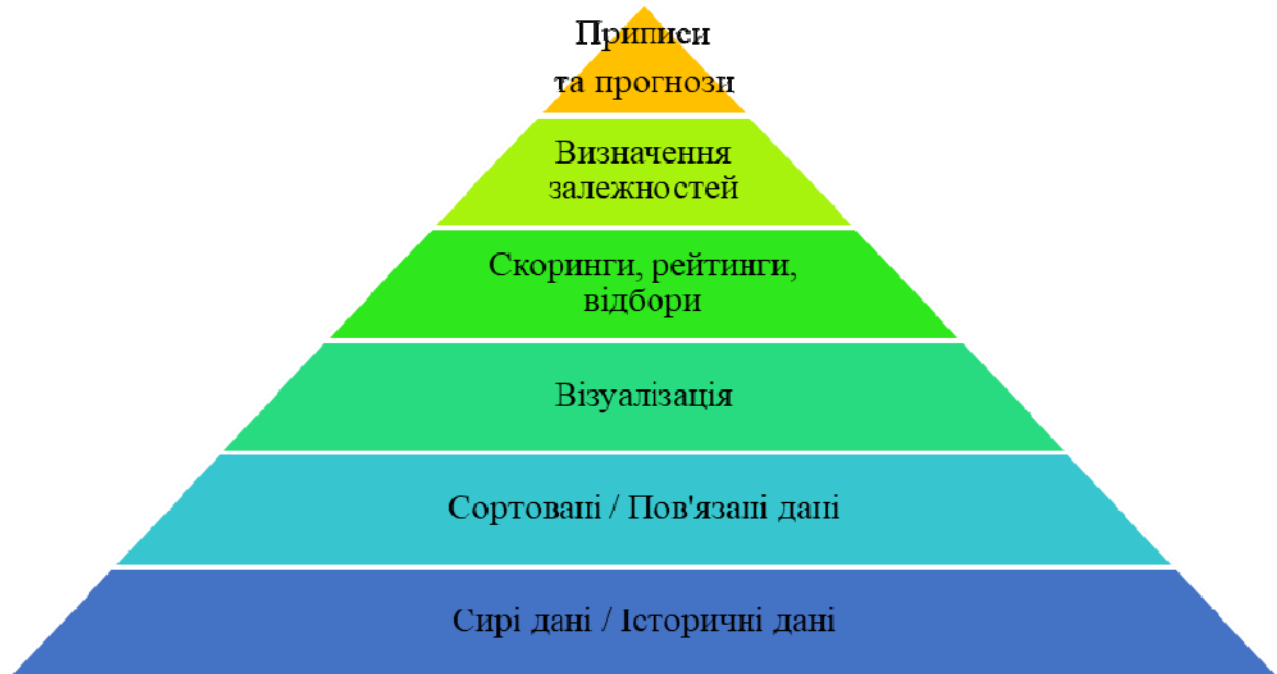 Приписи
та прогнози
Визначення
залежностей
Скоринги, рейтинги,
відбори
Візуалізація
Сортовані / Пов'язані дані
Сирі дані / Історичні дані